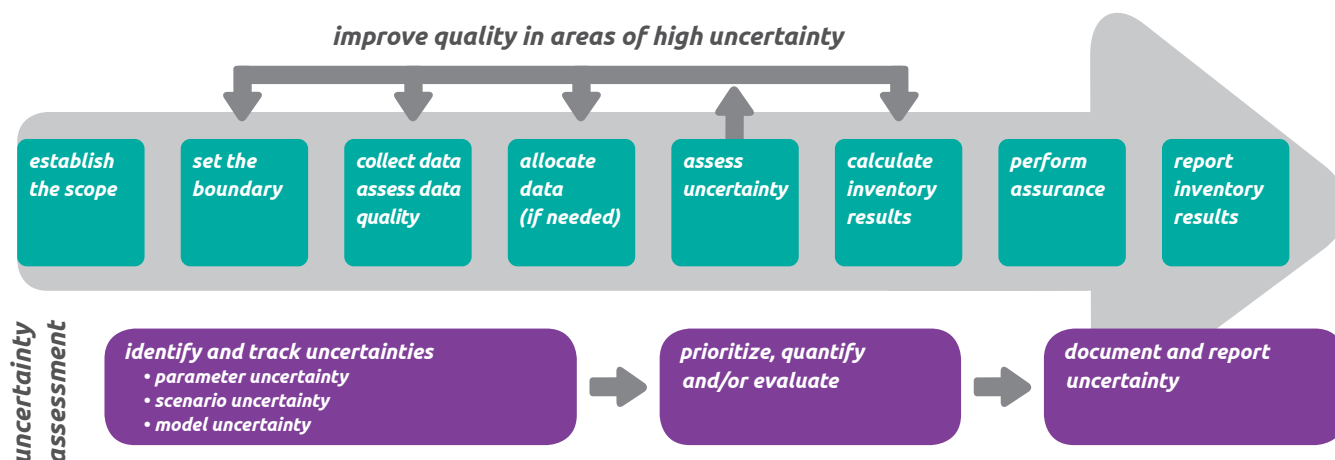 improve quality in areas of high uncertainty
establish
the scope
set the
boundary
collect data
assess data
quality
allocate
data
(if needed)
assess
uncertainty
calculate
inventory
results
perform
assurance
report
inventory
results
uncertainty
assessment
identify and track uncertainties
• parameter uncertainty
• scenario uncertainty
• model uncertainty
prioritize, quantify
and/or evaluate
document and report
uncertainty